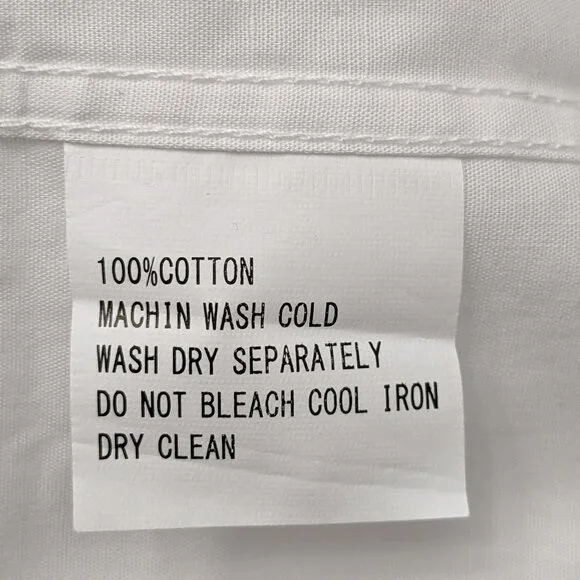 100%COTTON
MACHIN WASH COLD
WASH DRY SEPARATELY
DO NOT BLEACH COOL IRON
DRY CLEAN